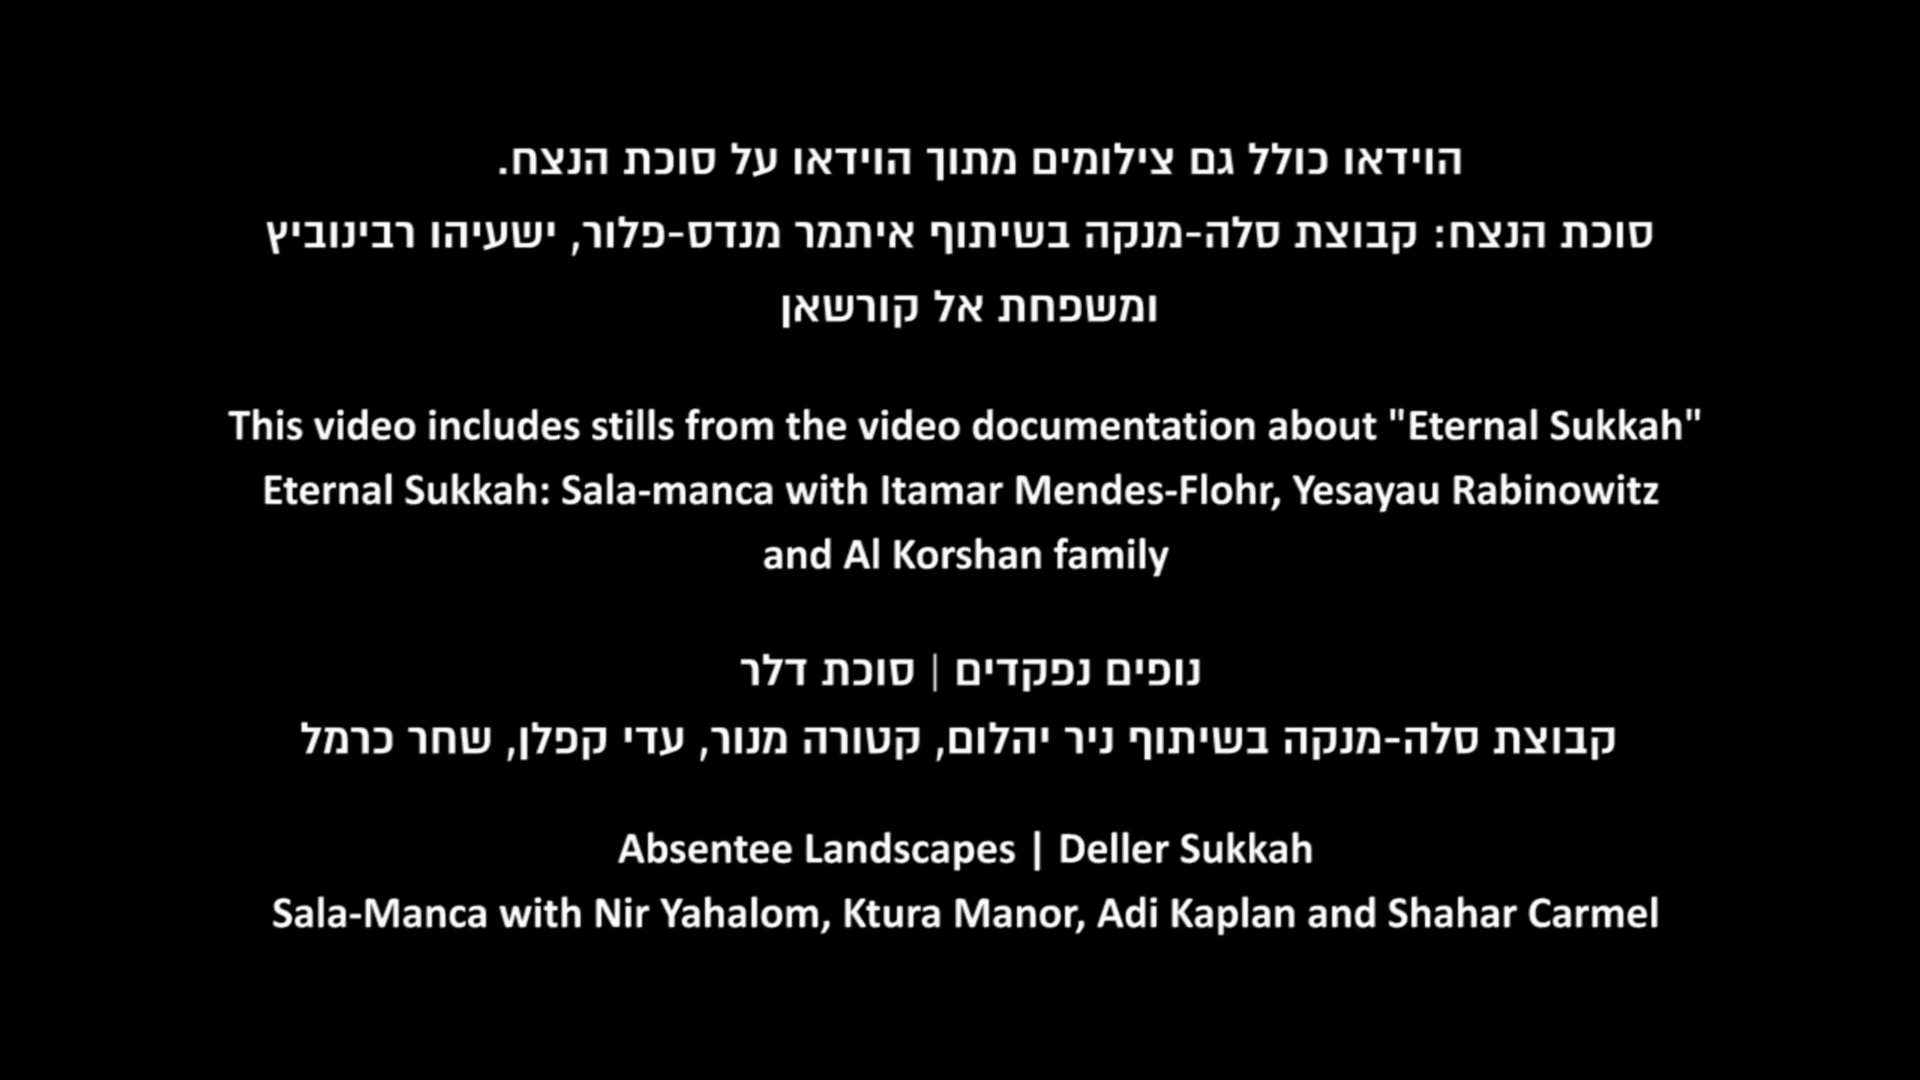 הוידאו כולל גם צילומים מתוך הוידאו על סוכת הנצח.
סוכת הנצח: קבוצת סלה-מנקה בשיתוף איתמר מנדס-פלור, ישעיהו רבינוביץ
ומשפחת אל קורשאן
This video includes stills from the video documentation about "Eternal Sukkah"
Eternal Sukkah: Sala-manca with Itamar Mendes-Flohr, Yesayau Rabinowitz
and Al Korshan family
נופים נפקדים | סוכת דלר
קבוצת סלה-מנקה בשיתוף ניר יהלום, קטורה מנור, עדי קפלן, שחר כרמל
Absentee Landscapes | Deller Sukkah
Sala-Manca with Nir Yahalom, Ktura Manor, Adi Kaplan and Shahar Carmel